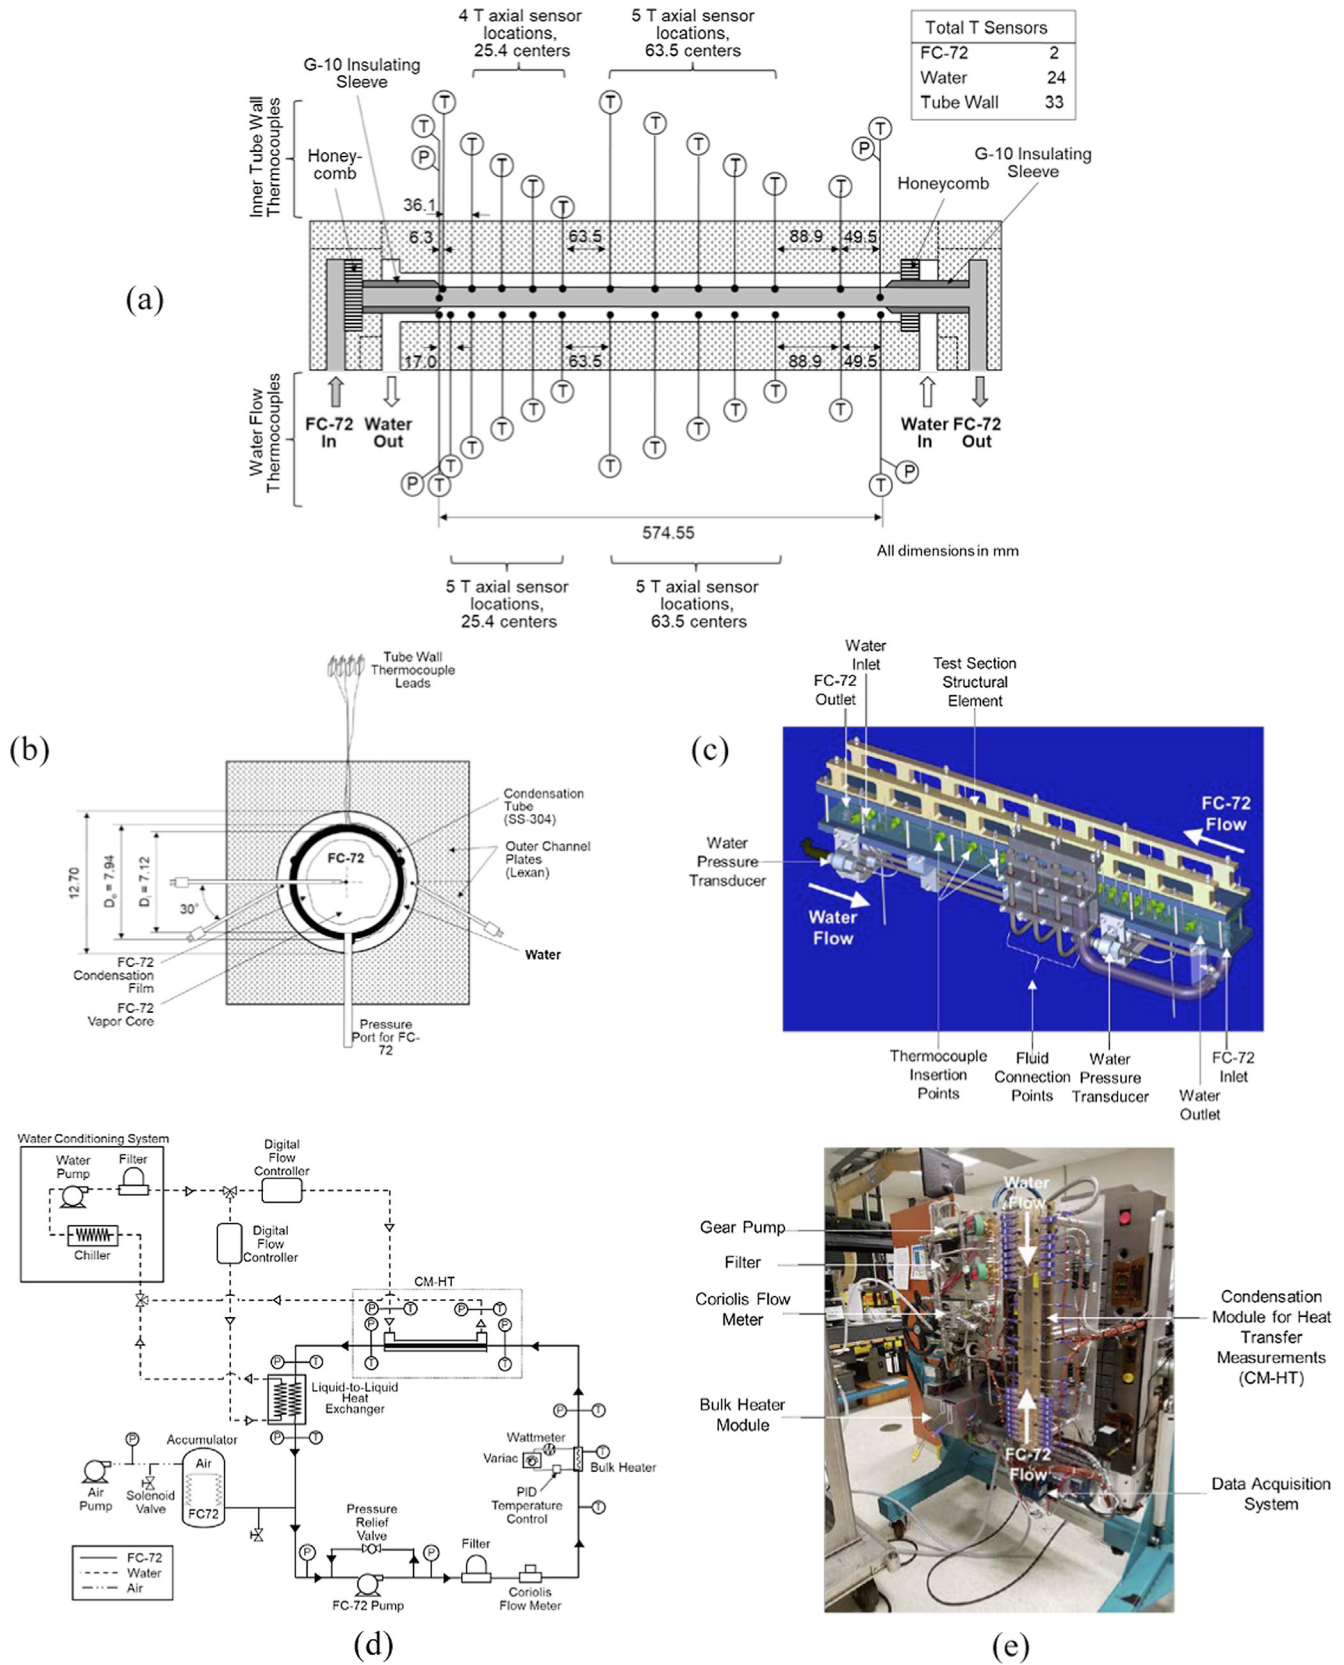 4 T axial sensor
locations,
25.4 centers
5 T axial sensor
locations,
63.5 centers
Total T Sensors
FC-72 2
Water 24
Tube Wall 33
G-10 Insulating
Sleeve
Inner Tube Wall
Thermocouples
Honey-
comb
T
T
P
T
T
T
T
T
T
T
T
T
T
T
P
Honeycomb
G-10 Insulating
Sleeve
36.1
6.3
63.5
88.9
49.5
(a)
17.0
63.5
88.9
49.5
FC-72
In
Water
Out
Water
In
FC-72
Out
Water Flow
Thermocouples
P
T
T
T
T
T
T
T
T
T
T
T
T
T
P
574.55
All dimensions in mm
5 T axial sensor
locations,
25.4 centers
5 T axial sensor
locations,
63.5 centers
(b)
Tube Wall
Thermocouple
Leads
Condensation
Tube
(SS-304)
Outer Channel
Plates
(Lexan)
FC-72
12.70
Do = 7.94
Di = 7.12
30°
Water
FC-72
Condensation
Film
FC-72
Vapor Core
Pressure
Port for FC-
72
(c)
Water
Inlet
FC-72
Outlet
Test Section
Structural
Element
FC-72
Flow
Water
Pressure
Transducer
Water
Flow
Thermocouple
Insertion
Points
Fluid
Connection
Points
Water
Pressure
Transducer
Water
Outlet
FC-72
Inlet
Water Conditioning System
Water
Pump
Filter
Chiller
Digital
Flow
Controller
Digital
Flow
Controller
CM-HT
P
T
P
T
P
T
P
T
P
T
Liquid-to-Liquid
Heat
Exchanger
P
T
P
T
Wattmeter
Variac
T
Bulk Heater
PID
Temperature
Control
T
P
Accumulator
Air
FC72
Air
Pump
Solenoid
Valve
Pressure
Relief
Valve
P
P
FC-72 Pump
Filter
Coriolis
Flow Meter
FC-72
Water
Air
(d)
Gear Pump
Filter
Coriolis Flow
Meter
Bulk Heater
Module
Water
Flow
FC-72
Flow
Condensation
Module for Heat
Transfer
Measurements
(CM-HT)
Data Acquisition
System
(e)